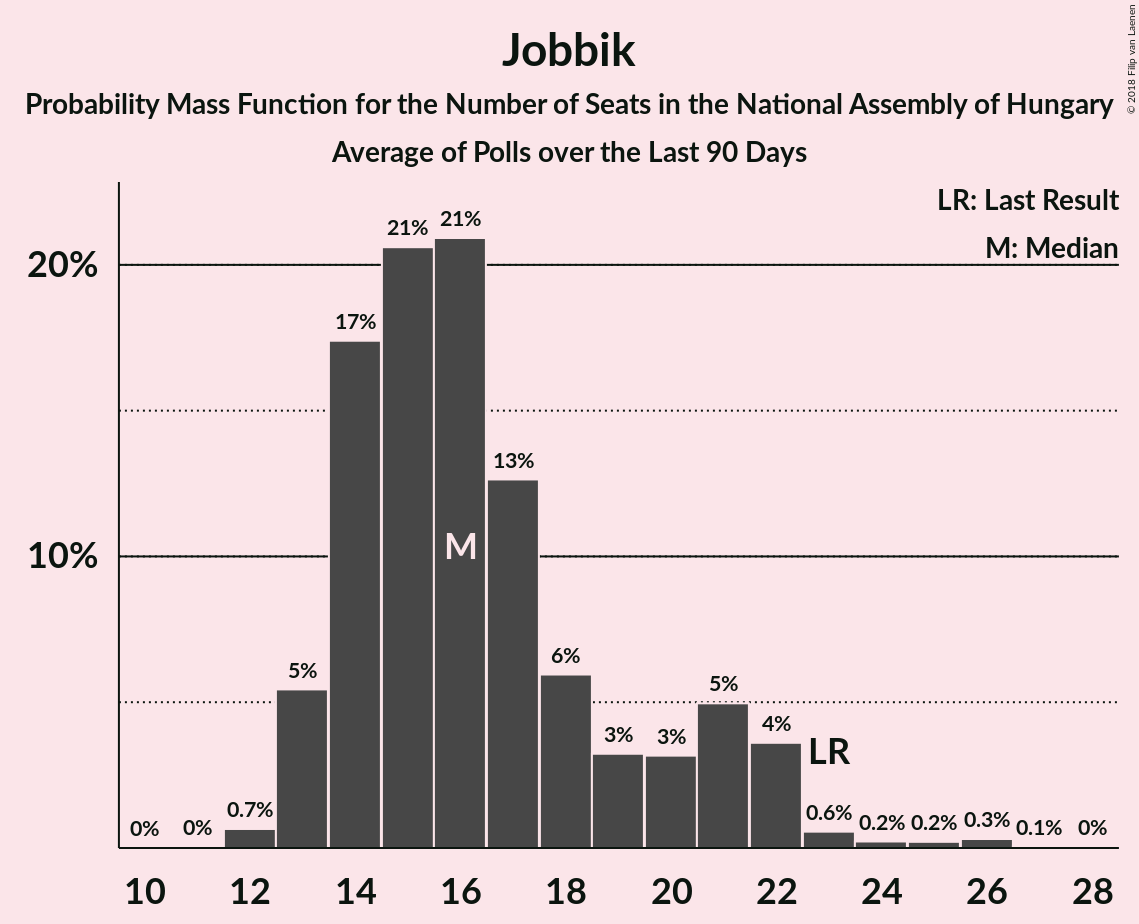 Jobbik
Probability Mass Function for the Number of Seats in the National Assembly of Hungary
Average of Polls over the Last 90 Days
© 2018 Filip van Laenen
LR: Last Result
M: Median
20%
10%
0%
0%
0.7%
5%
17%
21%
21%
13%
6%
3%
3%
5%
4%
0.6%
0.2%
0.2%
0.3%
0.1%
0%
M
LR
10 12 14 16 18 20 22 24 26 28